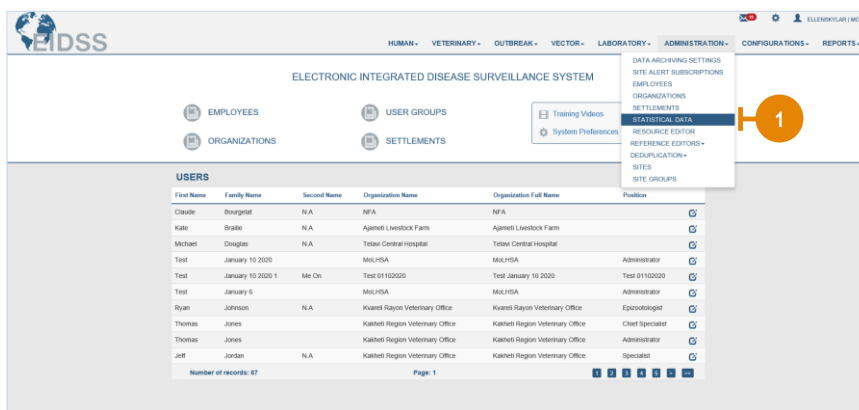 ELLENSKYLAR | MO
EIDSS
HUMAN VETERINARY OUTBREAK VECTOR LABORATORY ADMINISTRATION CONFIGURATIONS REPORTS
DATA ARCHIVING SETTINGS
SITE ALERT SUBSCRIPTIONS
EMPLOYEES
ORGANIZATIONS
SETTLEMENTS
STATISTICAL DATA
RESOURCE EDITOR
REFERENCE EDITORS
DEDUPLICATION
SITES
SITE GROUPS
1
ELECTRONIC INTEGRATED DISEASE SURVEILLANCE SYSTEM
EMPLOYEES USER GROUPS Training Videos
ORGANIZATIONS SETTLEMENTS System Preferences
USERS
First Name Family Name Second Name Organization Name Organization Full Name Position
Claude Bourgelat N.A NFA NFA
Kate Braille N.A Ajameti Livestock Farm Ajameti Livestock Farm
Michael Douglas N.A Telavi Central Hospital Telavi Central Hospital
Test January 10 2020 MoLHSA MoLHSA Administrator
Test January 10 2020 1 Me On Test 01102020 Test January 10 2020 Test 01102020
Test January 6 MoLHSA MoLHSA Administrator
Ryan Johnson N.A Kvareli Rayon Veterinary Office Kvareli Rayon Veterinary Office Epizootologist
Thomas Jones Kakheti Region Veterinary Office Kakheti Region Veterinary Office Chief Specialist
Thomas Jones Kakheti Region Veterinary Office Kakheti Region Veterinary Office Administrator
Jeff Jordan N.A Kakheti Region Veterinary Office Kakheti Region Veterinary Office Specialist
Number of records: 67 Page: 1 1 2 3 4 5 > >>